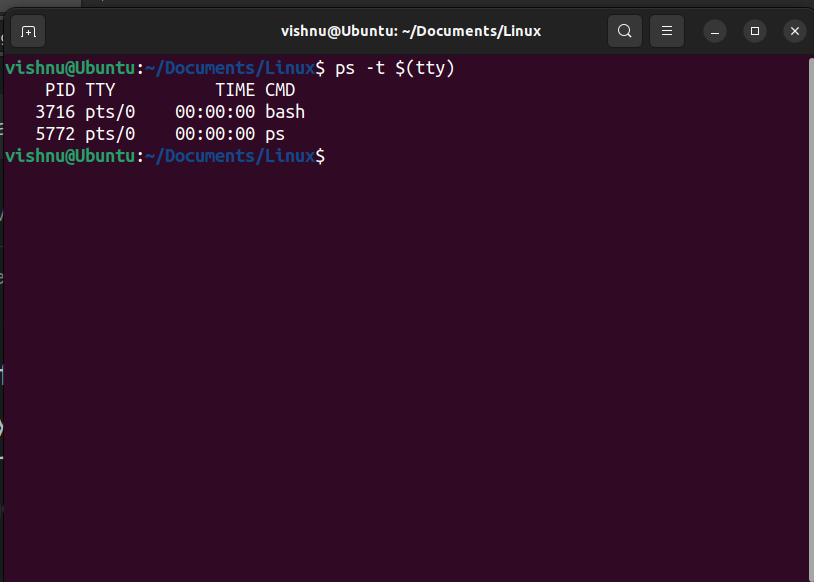 vishnu@Ubuntu: ~/Documents/Linux
vishnu@Ubuntu:~/Documents/Linux$ ps -t $(tty)
    PID TTY          TIME CMD
   3716 pts/0    00:00:00 bash
   5772 pts/0    00:00:00 ps
vishnu@Ubuntu:~/Documents/Linux$